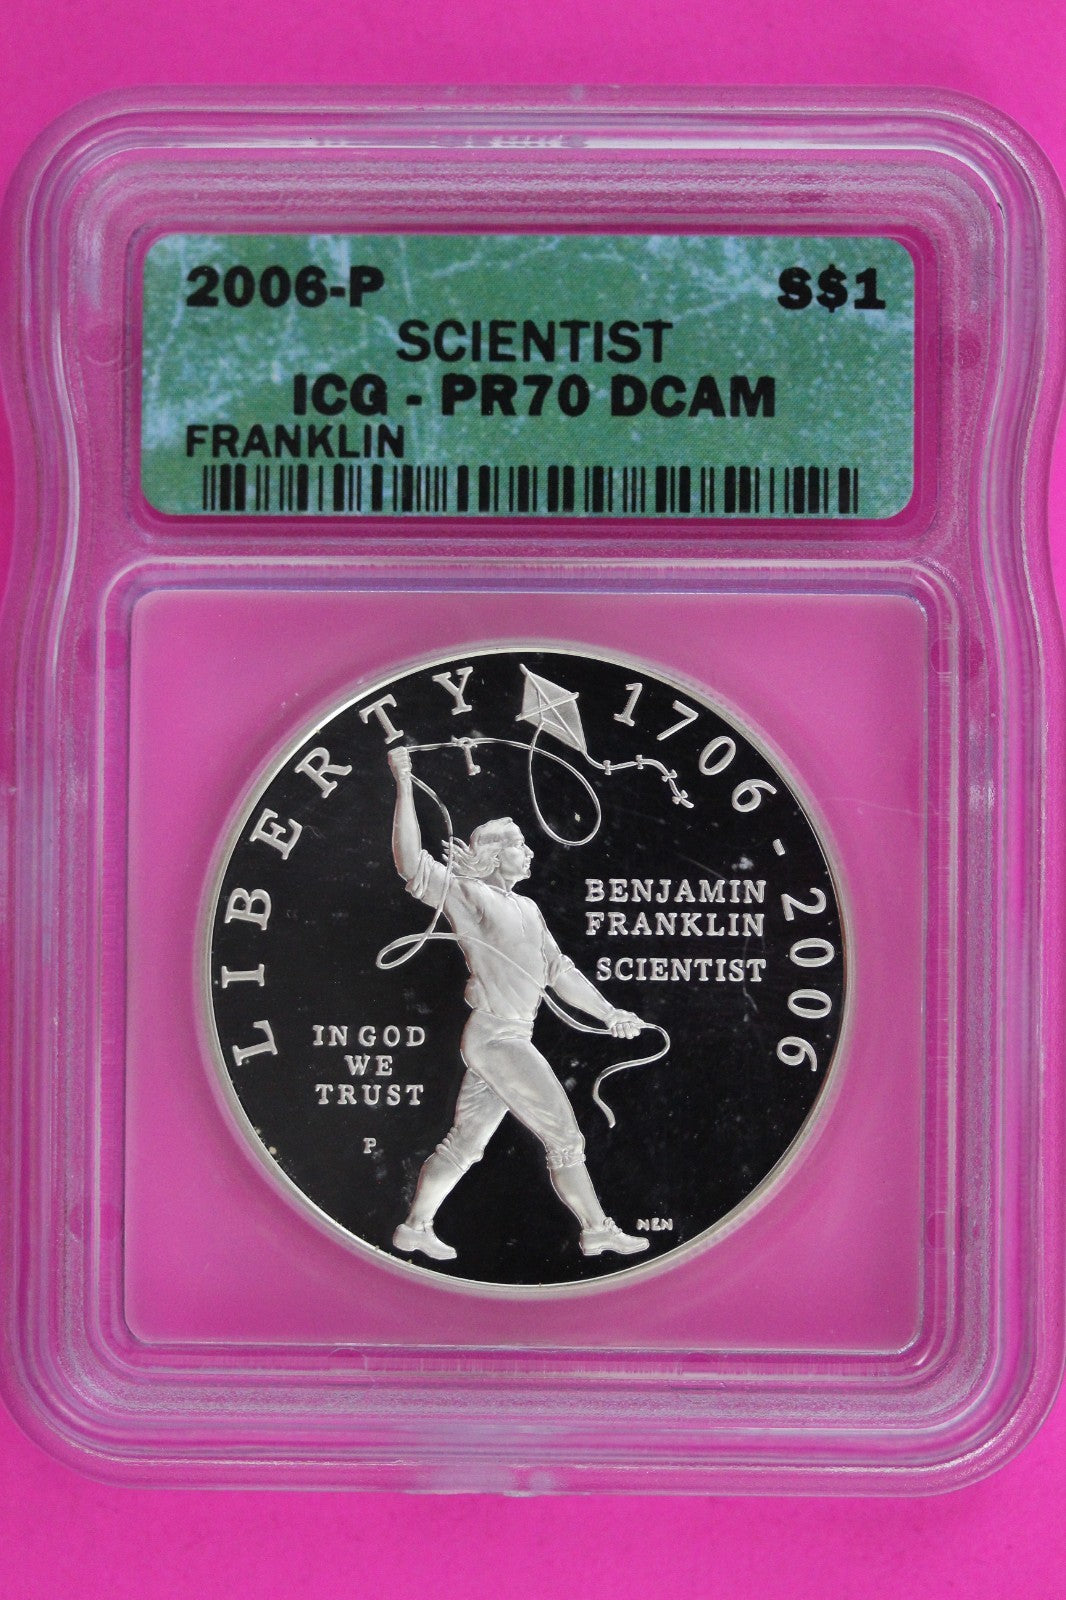 2006-P S$1
SCIENTIST
ICG - PR70 DCAM
FRANKLIN
LIBERTY 1706-2006
BENJAMIN
FRANKLIN
SCIENTIST
IN GOD
WE
TRUST
P
NEN